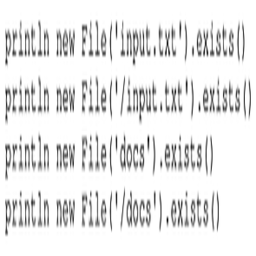 println new File('input.txt').exists()
println new File('/input.txt').exists()
println new File('docs').exists()
println new File('/docs').exists()